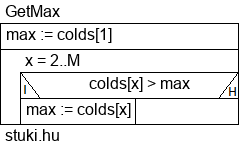 GetMax
max := colds[1]
x = 2..M
colds[x] > max
I H
max := colds[x]
stuki.hu